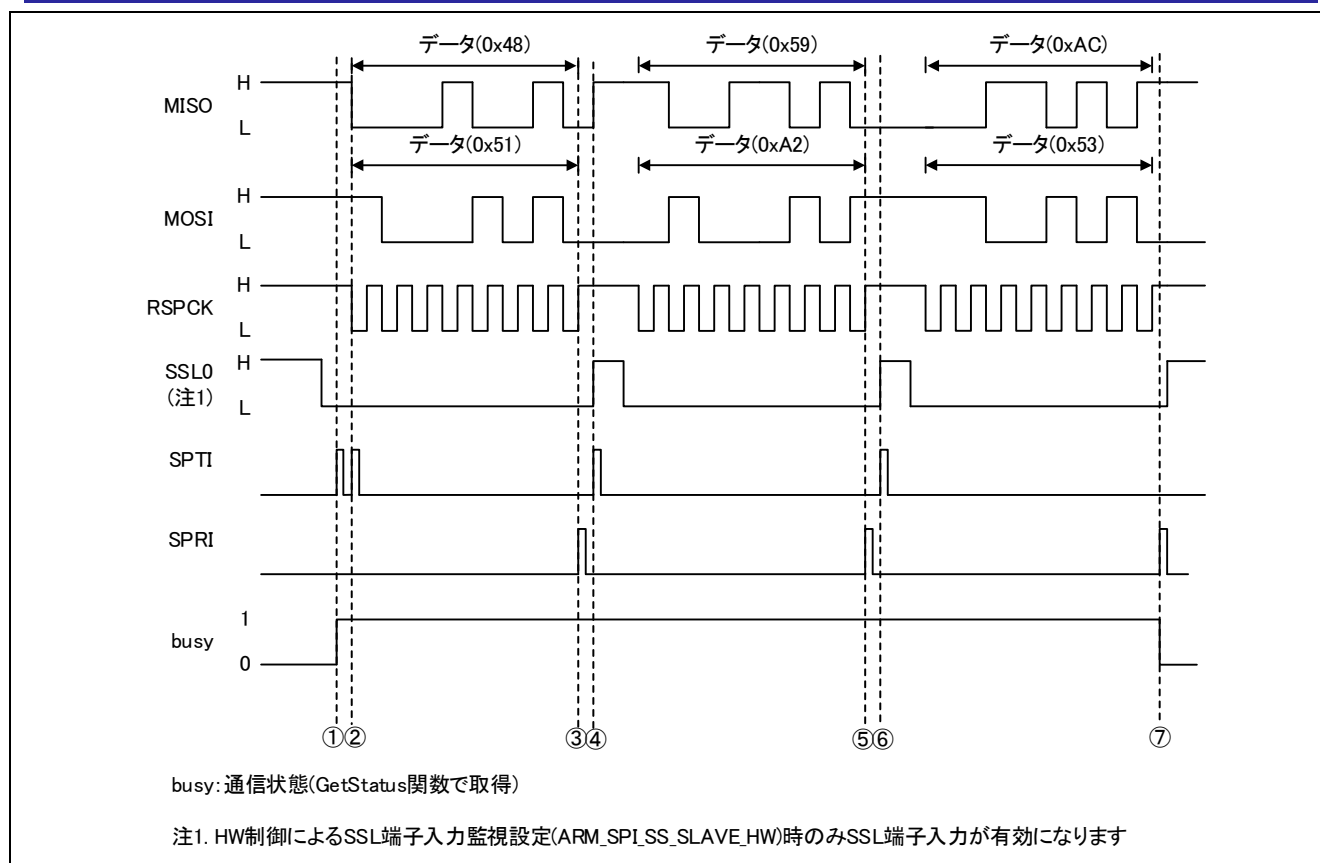 データ(0x48)
データ(0x59)
データ(0xAC)
H
MISO
L
データ(0x51)
データ(0xA2)
データ(0x53)
H
MOSI
L
H
RSPCK
L
H
SSL0
(注1)
L
SPTI
SPRI
1
busy
0
①②
③④
⑤⑥
⑦
busy:通信状態(GetStatus関数で取得)
注1. HW制御によるSSL端子入力監視設定(ARM_SPI_SS_SLAVE_HW)時のみSSL端子入力が有効になります